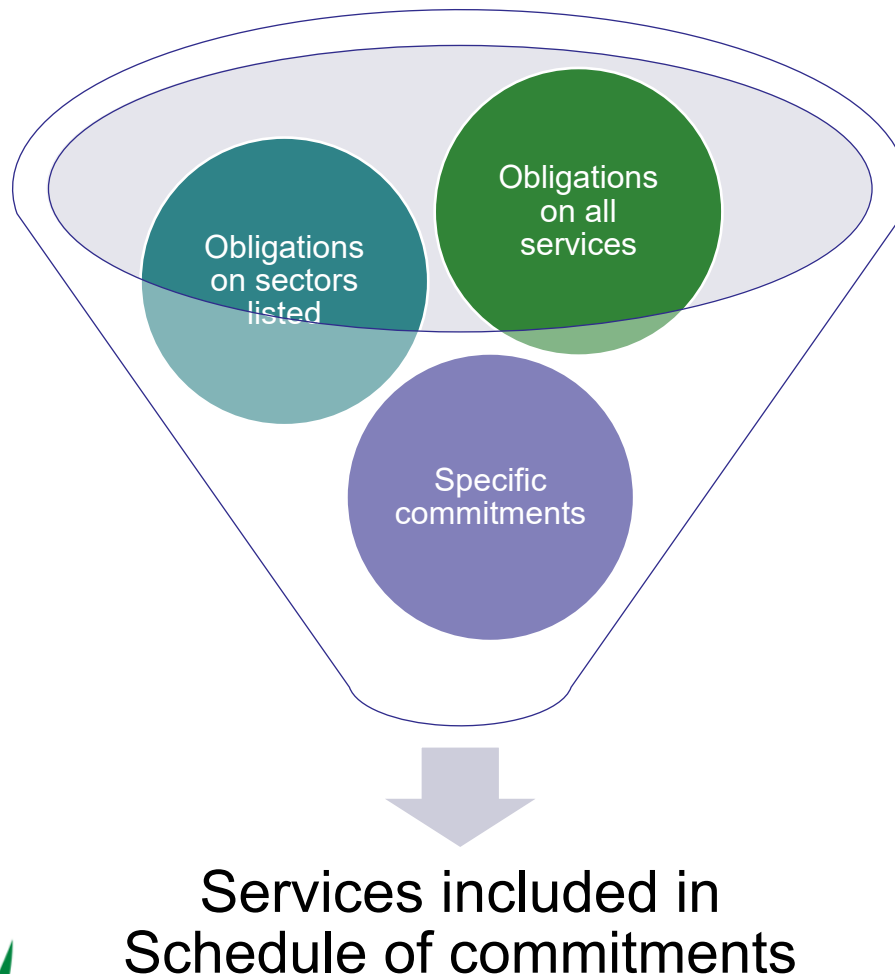 Obligations
on all
services
Obligations
on sectors
listed
Specific
commitments
Services included in
Schedule of commitments